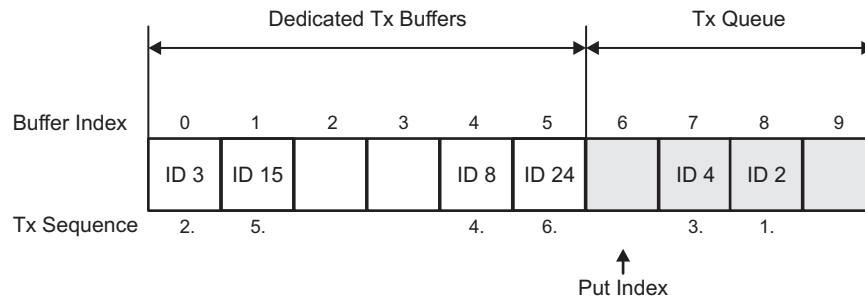 Dedicated Tx Buffers Tx Queue
Buffer Index 0 1 2 3 4 5 6 7 8 9
ID 3 ID 15 ID 8 ID 24 ID 4 ID 2
Tx Sequence 2. 5. 4. 6. 3. 1.
Put Index